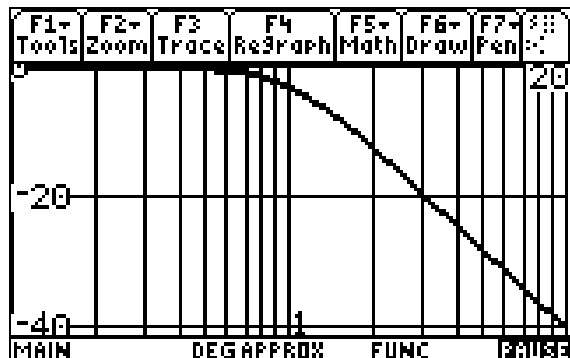 F1 F2 F3 F4 F5 F6 F7
Tools Zoom Trace ReGraph Math Draw Pen
0 20
-20
-40 1
MAIN DEG APPROX FUNC PAUSE